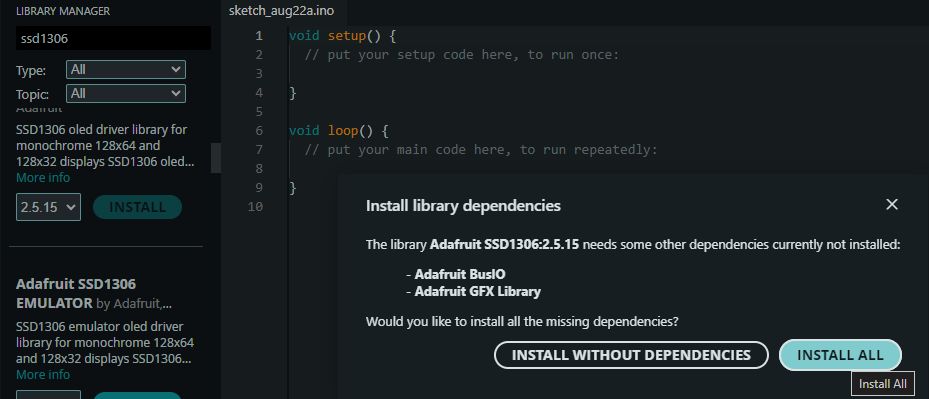 LIBRARY MANAGER
ssd1306
Type: All
Topic: All
Adafruit
SSD1306 oled driver library for
monochrome 128x64 and
128x32 displays SSD1306 oled...
More info
2.5.15 INSTALL
Adafruit SSD1306
EMULATOR by Adafruit,...
SSD1306 emulator oled driver
library for monochrome 128x64
and 128x32 displays SSD1306...
More info
sketch_aug22a.ino
1 void setup() {
2 // put your setup code here, to run once:
3
4 }
5
6 void loop() {
7 // put your main code here, to run repeatedly:
8
9 }
10
Install library dependencies
The library Adafruit SSD1306:2.5.15 needs some other dependencies currently not installed:
- Adafruit BusIO
- Adafruit GFX Library
Would you like to install all the missing dependencies?
INSTALL WITHOUT DEPENDENCIES INSTALL ALL
Install All